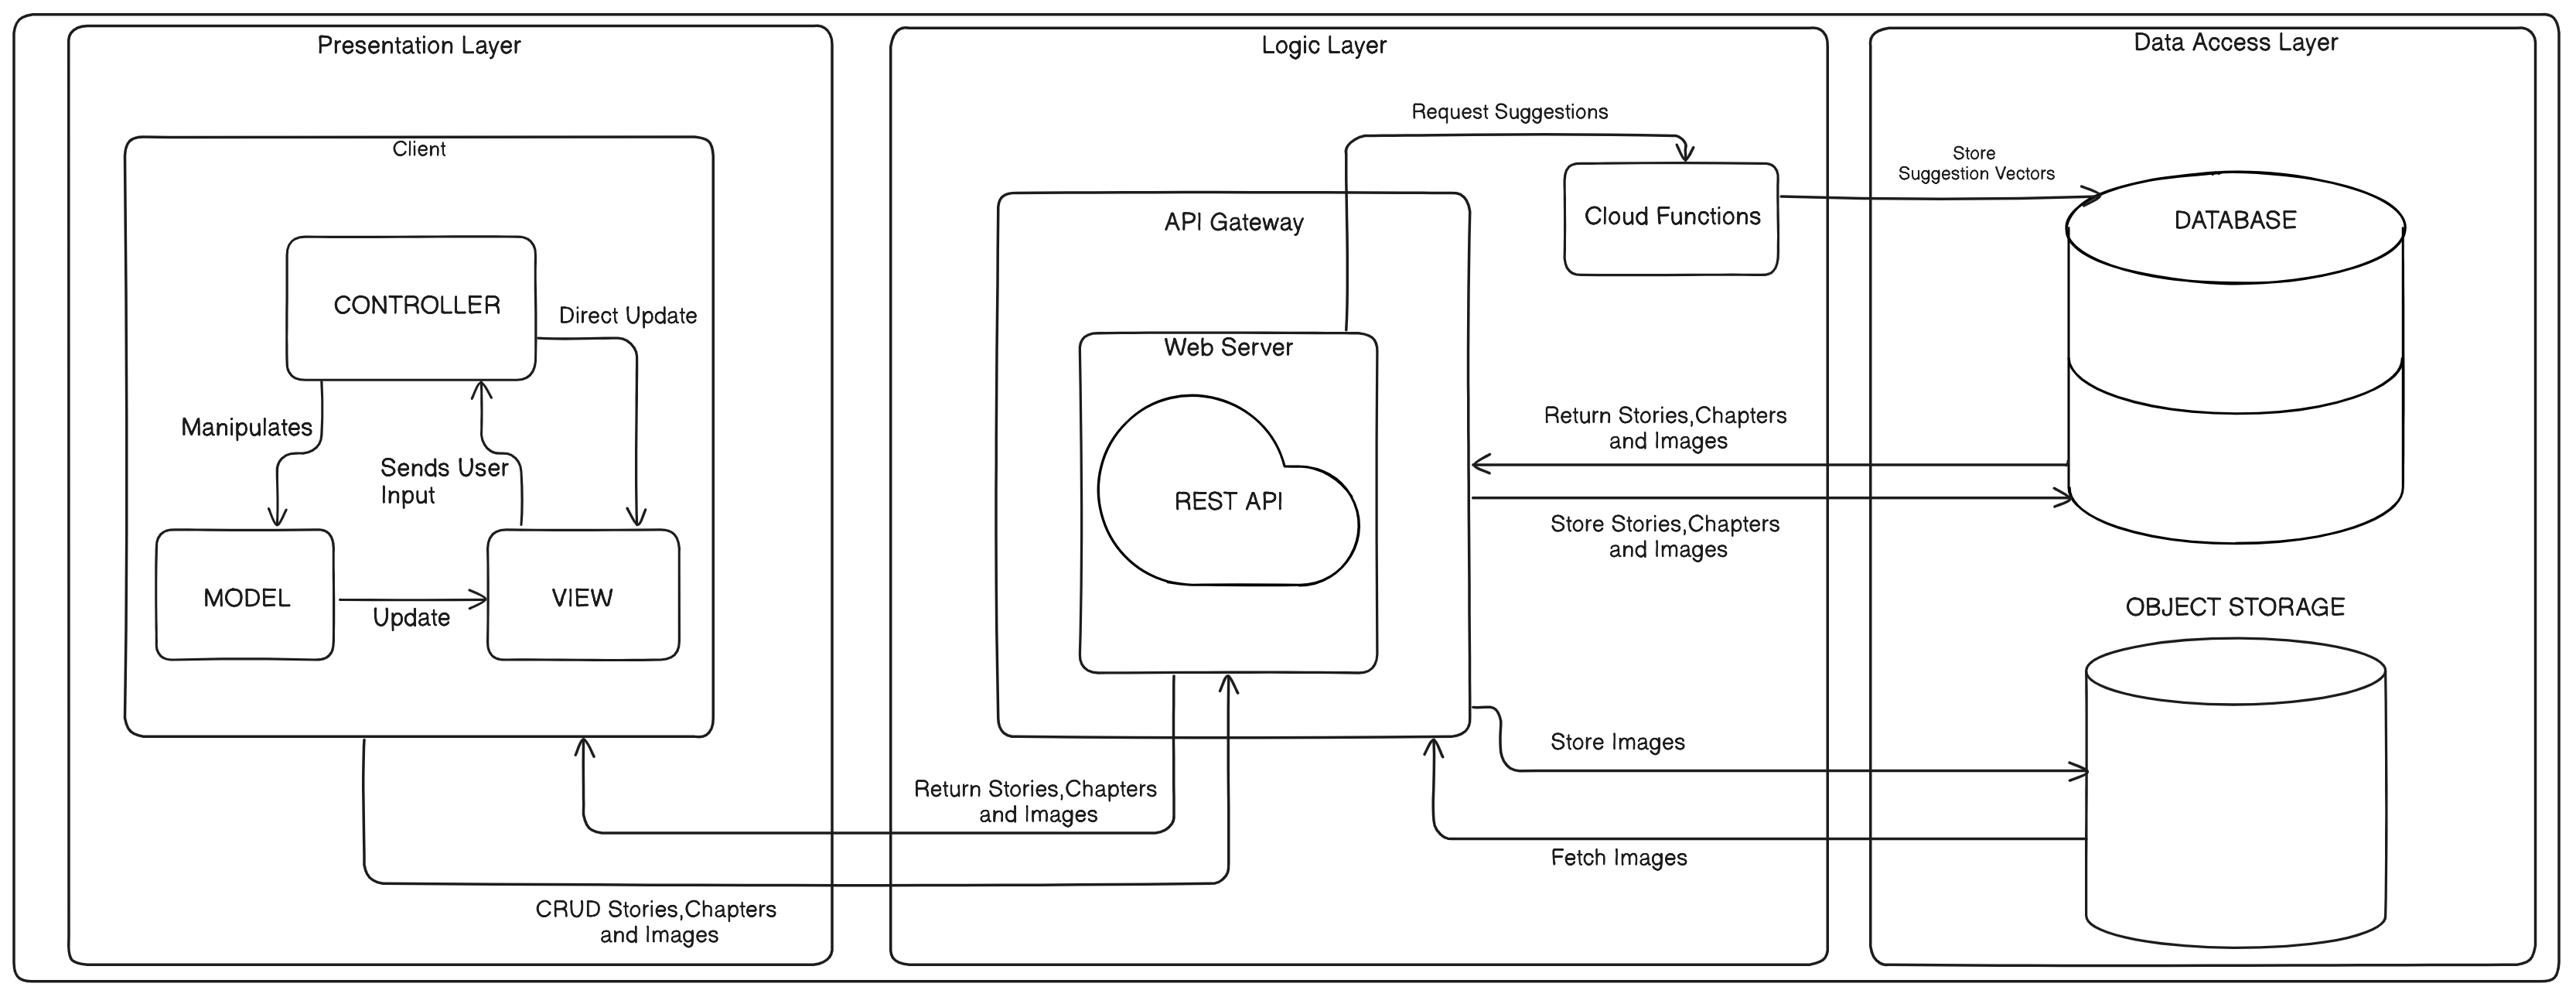 Presentation Layer
Client
CONTROLLER
Direct Update
Manipulates
Sends User
Input
MODEL
Update
VIEW
CRUD Stories,Chapters
and Images
Logic Layer
Request Suggestions
Cloud Functions
API Gateway
Web Server
REST API
Return Stories,Chapters
and Images
Store Stories,Chapters
and Images
Store Images
Return Stories,Chapters
and Images
Fetch Images
Data Access Layer
Store
Suggestion Vectors
DATABASE
OBJECT STORAGE